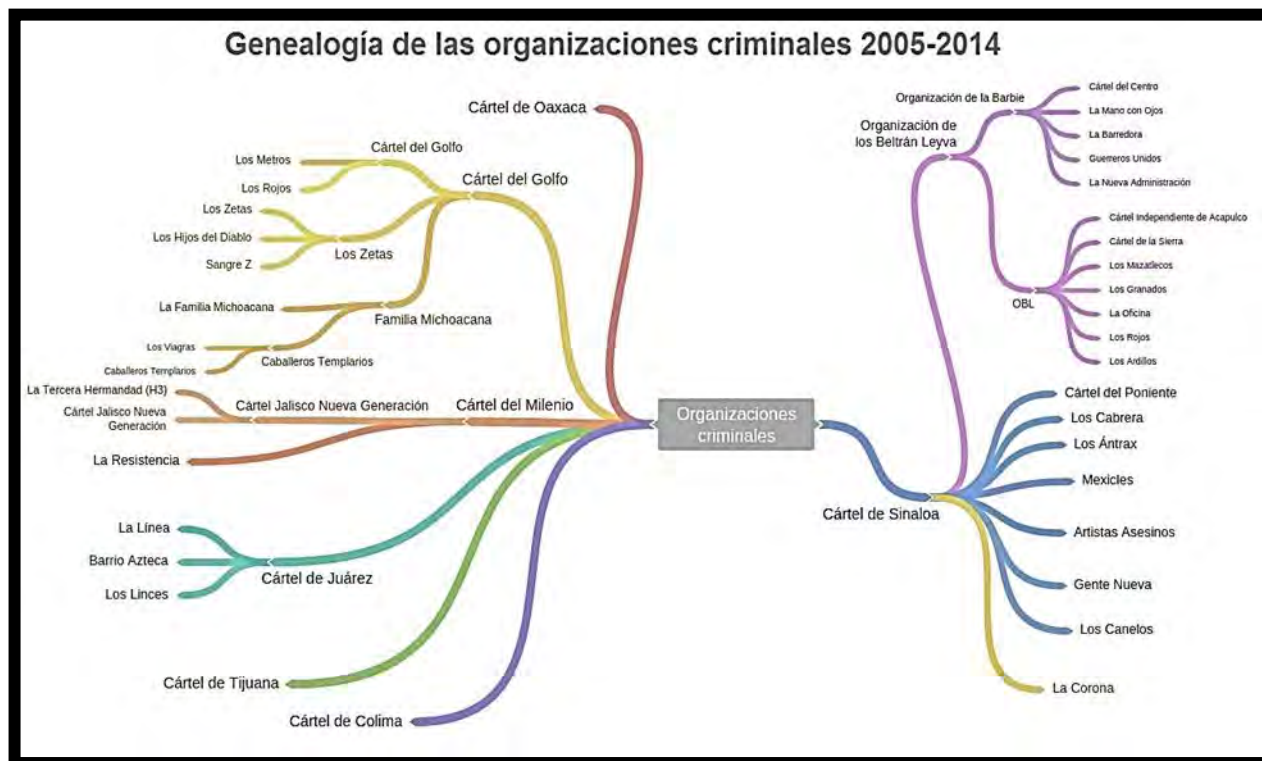 Genealogía de las organizaciones criminales 2005-2014
Cártel de Oaxaca
Cártel del Golfo
Cártel del Golfo
Los Metros
Los Rojos
Los Zetas
Los Zetas
Los Hijos del Diablo
Sangre Z
Familia Michoacana
La Familia Michoacana
Caballeros Templarios
Los Viagras
Caballeros Templarios
Cártel del Milenio
Cártel Jalisco Nueva Generación
La Tercera Hermandad (H3)
Cártel Jalisco Nueva
Generación
La Resistencia
Cártel de Juárez
La Línea
Barrio Azteca
Los Linces
Cártel de Tijuana
Cártel de Colima
Organizaciones
criminales
Cártel de Sinaloa
Organización de
los Beltrán Leyva
Organización de la Barbie
Cártel del Centro
La Mano con Ojos
La Barredora
Guerreros Unidos
La Nueva Administración
OBL
Cártel Independiente de Acapulco
Cártel de la Sierra
Los Mazatlecos
Los Granados
La Oficina
Los Rojos
Los Ardillos
Cártel del Poniente
Los Cabrera
Los Ántrax
Mexicles
Artistas Asesinos
Gente Nueva
Los Canelos
La Corona